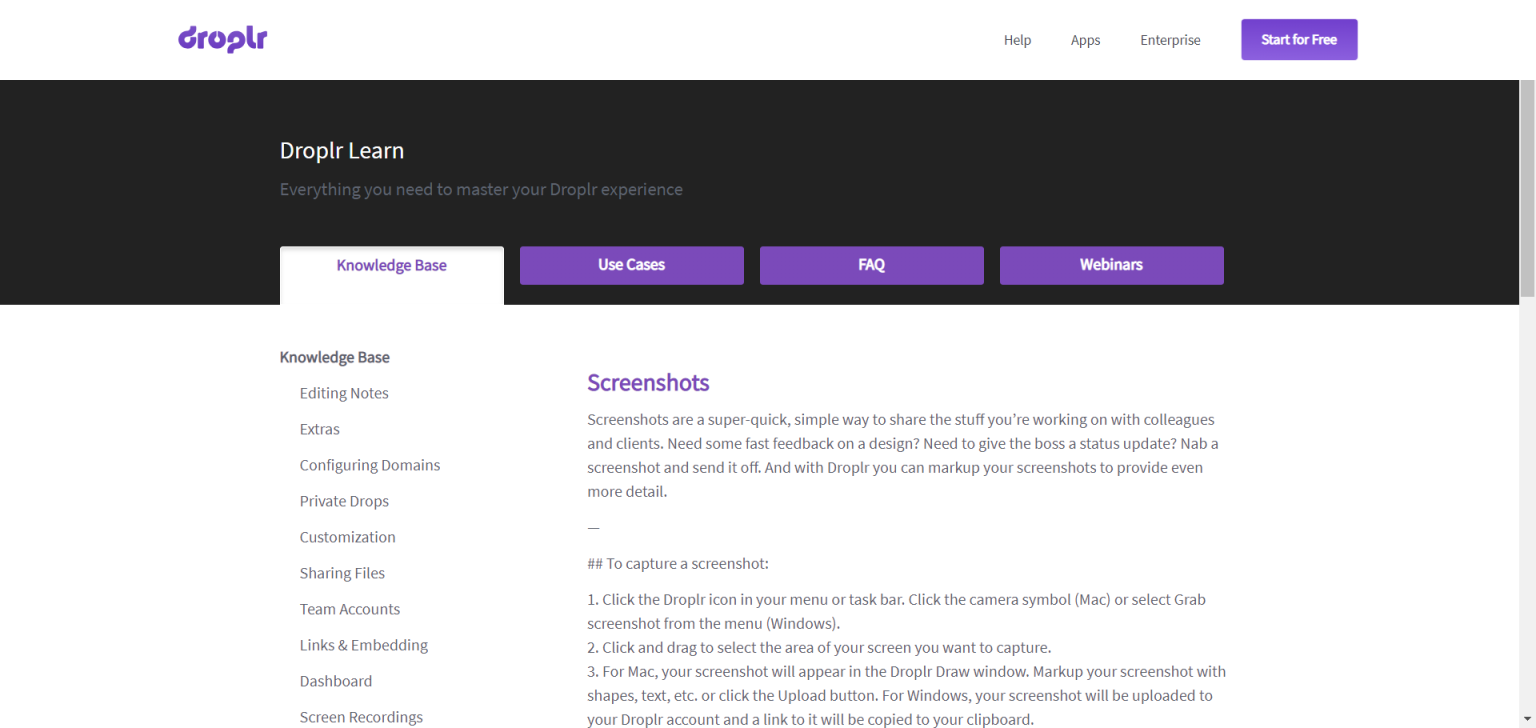 droplr
Help
Apps
Enterprise
Start for Free
Droplr Learn
Everything you need to master your Droplr experience
Knowledge Base
Use Cases
FAQ
Webinars
Knowledge Base
Editing Notes
Extras
Configuring Domains
Private Drops
Customization
Sharing Files
Team Accounts
Links & Embedding
Dashboard
Screen Recordings
Screenshots
Screenshots are a super-quick, simple way to share the stuff you’re working on with colleagues
and clients. Need some fast feedback on a design? Need to give the boss a status update? Nab a
screenshot and send it off. And with Droplr you can markup your screenshots to provide even
more detail.
—
## To capture a screenshot:
1. Click the Droplr icon in your menu or task bar. Click the camera symbol (Mac) or select Grab
screenshot from the menu (Windows).
2. Click and drag to select the area of your screen you want to capture.
3. For Mac, your screenshot will appear in the Droplr Draw window. Markup your screenshot with
shapes, text, etc. or click the Upload button. For Windows, your screenshot will be uploaded to
your Droplr account and a link to it will be copied to your clipboard.